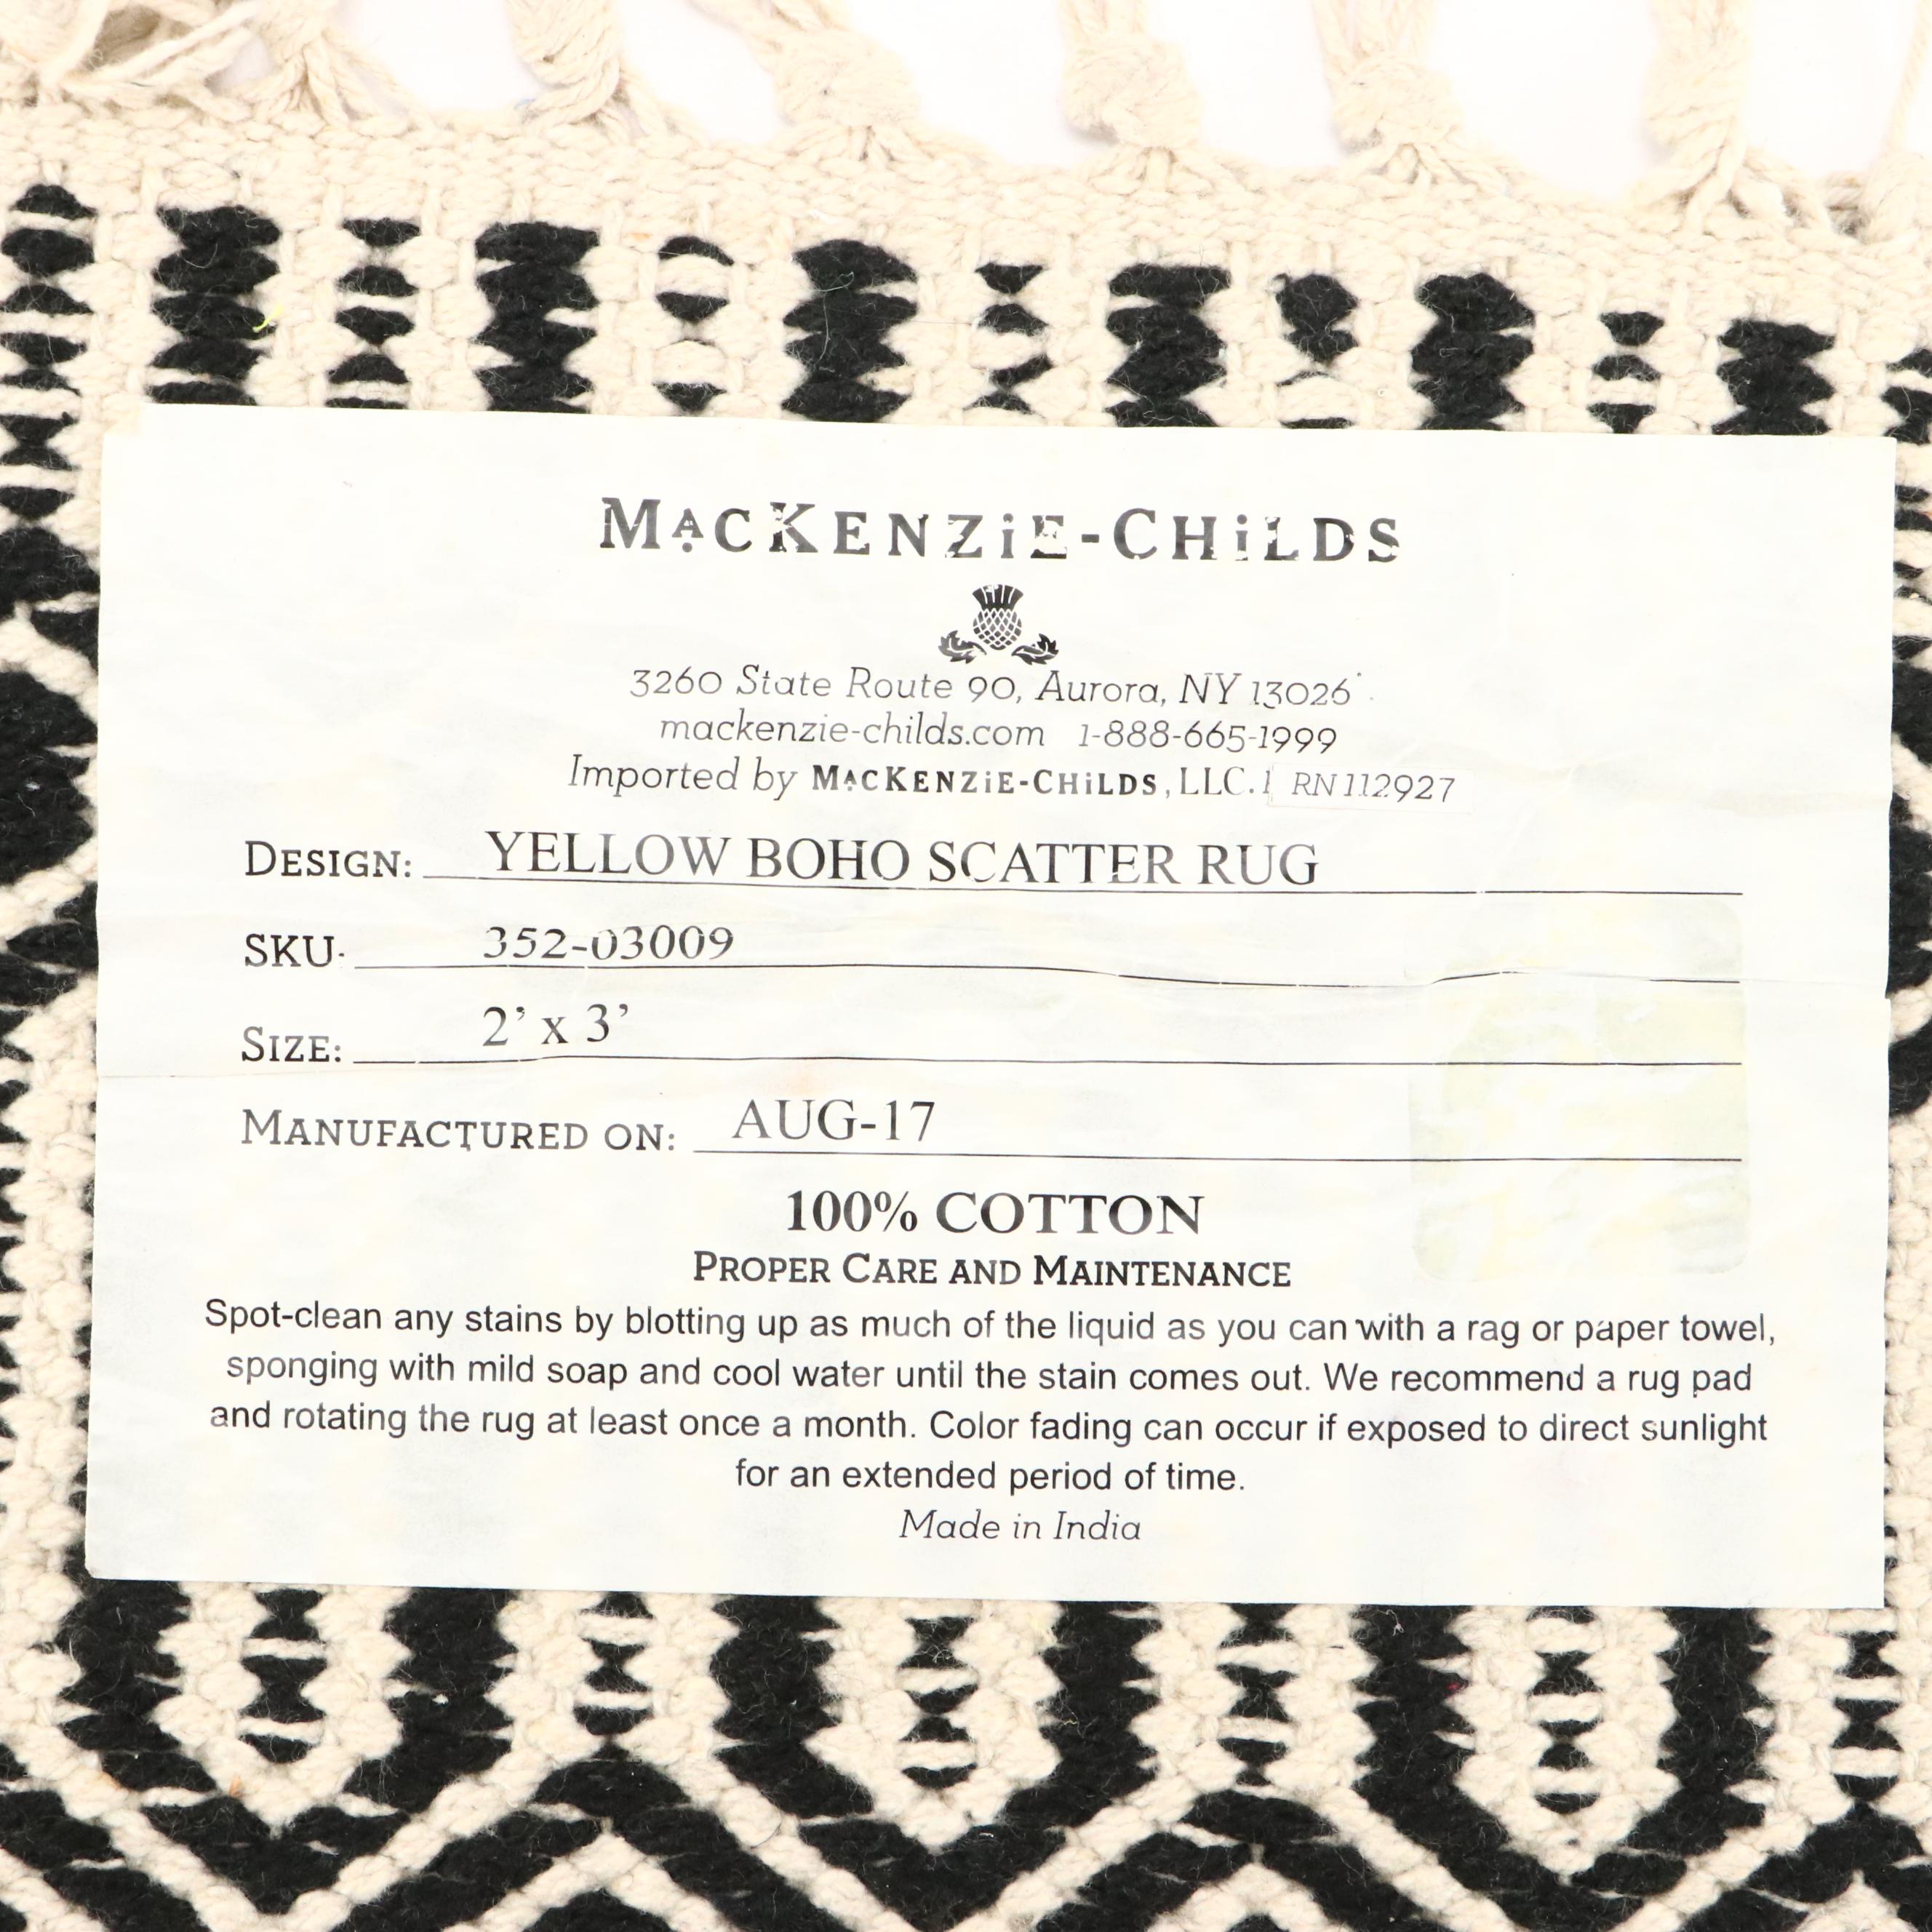 MACKENZiE-CHiLDS
3260 State Route 90, Aurora, NY 13026
mackenzie-childs.com 1-888-665-1999
Imported by MACKENZiE-CHiLDS, LLC. RN 112927
DESIGN: YELLOW BOHO SCATTER RUG
SKU: 352-03009
SIZE: 2' x 3'
MANUFACTURED ON: AUG-17
100% COTTON
PROPER CARE AND MAINTENANCE
Spot-clean any stains by blotting up as much of the liquid as you can with a rag or paper towel,
sponging with mild soap and cool water until the stain comes out. We recommend a rug pad
and rotating the rug at least once a month. Color fading can occur if exposed to direct sunlight
for an extended period of time.
Made in India